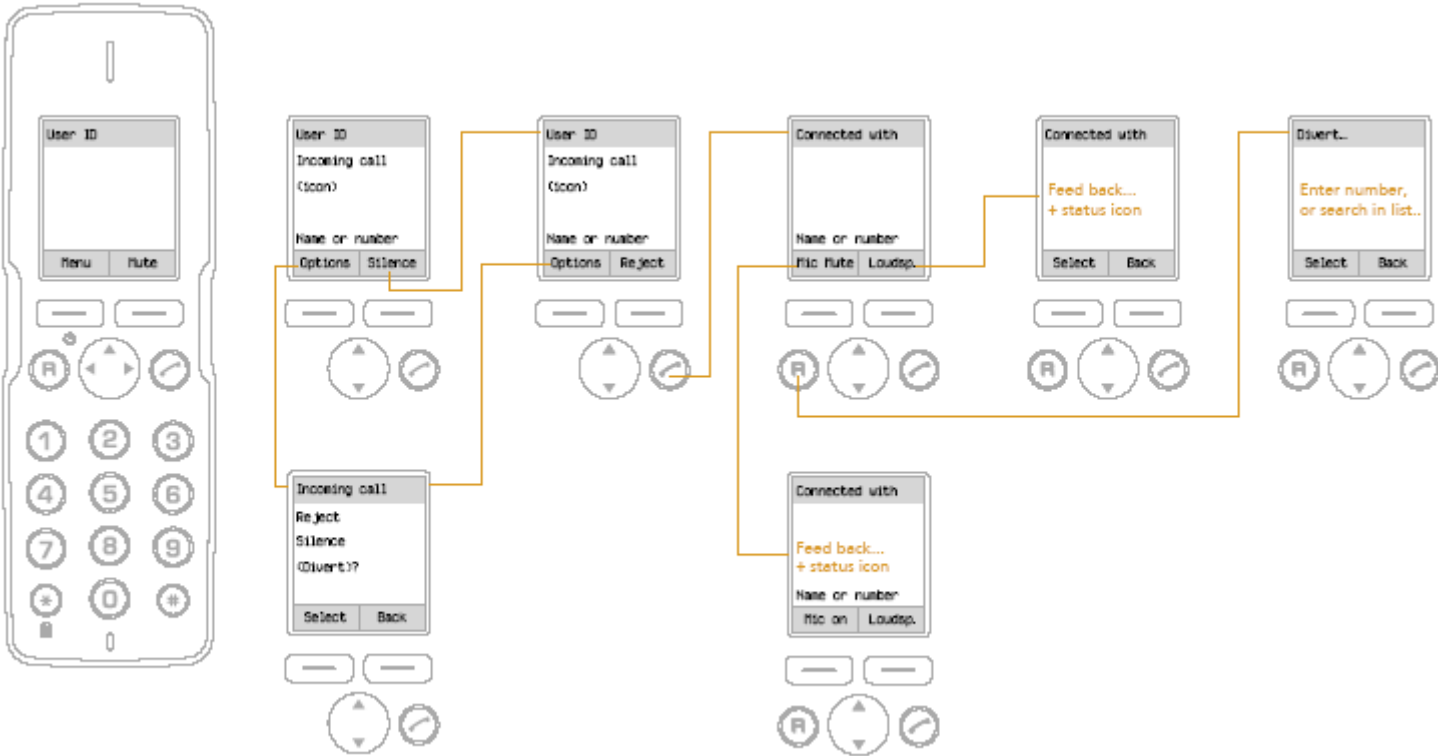 User ID
Menu Mute
R
1 2 3
4 5 6
7 8 9
* 0 #
User ID
Incoming call
(icon)
Name or number
Options Silence
User ID
Incoming call
(icon)
Name or number
Options Reject
Connected with
Name or number
Mic Mute Loudsp.
R
Connected with
Feed back...
+ status icon
Select Back
R
Divert...
Enter number,
or search in list..
Select Back
R
Incoming call
Reject
Silence
(Divert)?
Select Back
Connected with
Feed back...
+ status icon
Name or number
Mic on Loudsp.
R